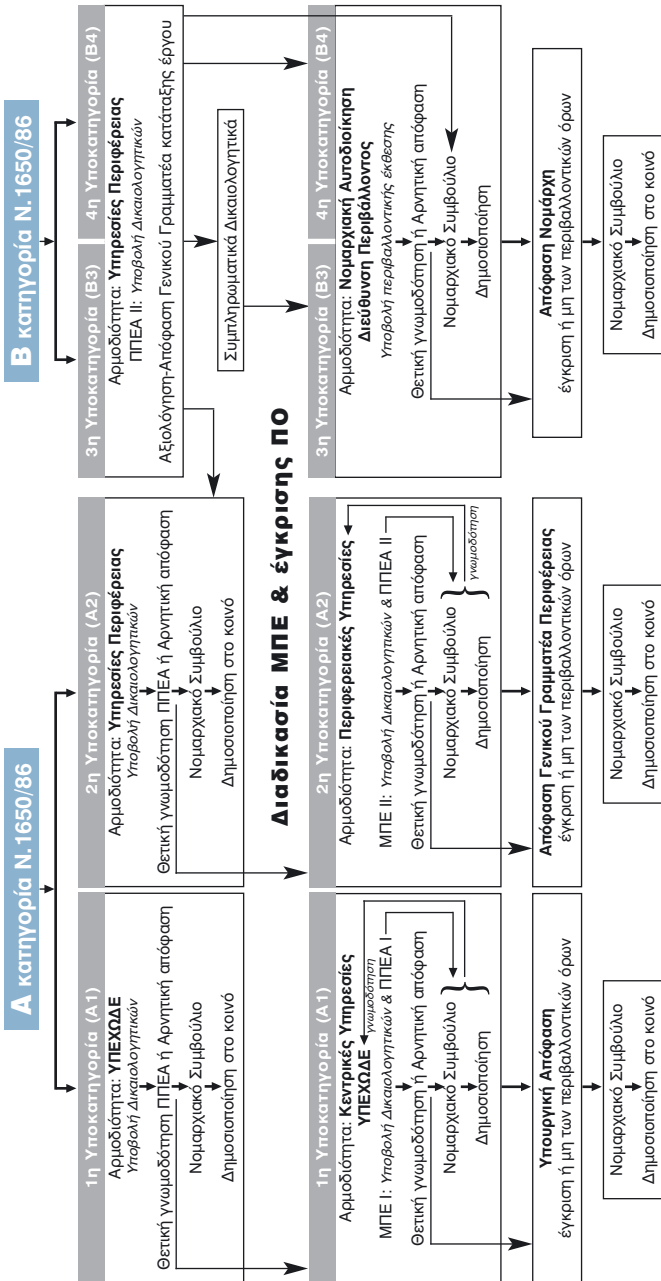 Α κατηγορία Ν.1650/86
1η Υποκατηγορία (Α1)
Αρμοδιότητα: ΥΠΕΧΩΔΕ
Υποβολή Δικαιολογητικών
Θετική γνωμοδότηση ΠΠΕΑ ή Αρνητική απόφαση
Νομαρχιακό Συμβούλιο
Δημοσιοποίηση στο κοινό
2η Υποκατηγορία (Α2)
Αρμοδιότητα: Υπηρεσίες Περιφέρειας
Υποβολή Δικαιολογητικών
Θετική γνωμοδότηση ΠΠΕΑ ή Αρνητική απόφαση
Νομαρχιακό Συμβούλιο
Δημοσιοποίηση στο κοινό
Β κατηγορία Ν.1650/86
3η Υποκατηγορία (Β3)
4η Υποκατηγορία (Β4)
Αρμοδιότητα: Υπηρεσίες Περιφέρειας
ΠΠΕΑ ΙΙ: Υποβολή Δικαιολογητικών
Αξιολόγηση-Απόφαση Γενικού Γραμματέα κατάταξης έργου
Συμπληρωματικά Δικαιολογητικά
Διαδικασία ΜΠΕ & έγκρισης ΠΟ
1η Υποκατηγορία (Α1)
Αρμοδιότητα: Κεντρικές Υπηρεσίες
ΥΠΕΧΩΔΕ
γνωμοδότηση
ΜΠΕ Ι: Υποβολή Δικαιολογητικών & ΠΠΕΑ Ι
Θετική γνωμοδότηση ή Αρνητική απόφαση
Νομαρχιακό Συμβούλιο
Δημοσιοποίηση
Υπουργική Απόφαση
έγκριση ή μη των περιβαλλοντικών όρων
Νομαρχιακό Συμβούλιο
Δημοσιοποίηση στο κοινό
2η Υποκατηγορία (Α2)
Αρμοδιότητα: Περιφερειακές Υπηρεσίες
ΜΠΕ ΙΙ: Υποβολή Δικαιολογητικών & ΠΠΕΑ ΙΙ
Θετική γνωμοδότηση ή Αρνητική απόφαση
Νομαρχιακό Συμβούλιο
Δημοσιοποίηση
γνωμοδότηση
Απόφαση Γενικού Γραμματέα Περιφέρειας
έγκριση ή μη των περιβαλλοντικών όρων
Νομαρχιακό Συμβούλιο
Δημοσιοποίηση στο κοινό
3η Υποκατηγορία (Β3)
4η Υποκατηγορία (Β4)
Αρμοδιότητα: Νομαρχιακή Αυτοδιοίκηση
Διεύθυνση Περιβάλλοντος
Υποβολή περιβαλλοντικής έκθεσης
Θετική γνωμοδότηση ή Αρνητική απόφαση
Νομαρχιακό Συμβούλιο
Δημοσιοποίηση
Απόφαση Νομάρχη
έγκριση ή μη των περιβαλλοντικών όρων
Νομαρχιακό Συμβούλιο
Δημοσιοποίηση στο κοινό